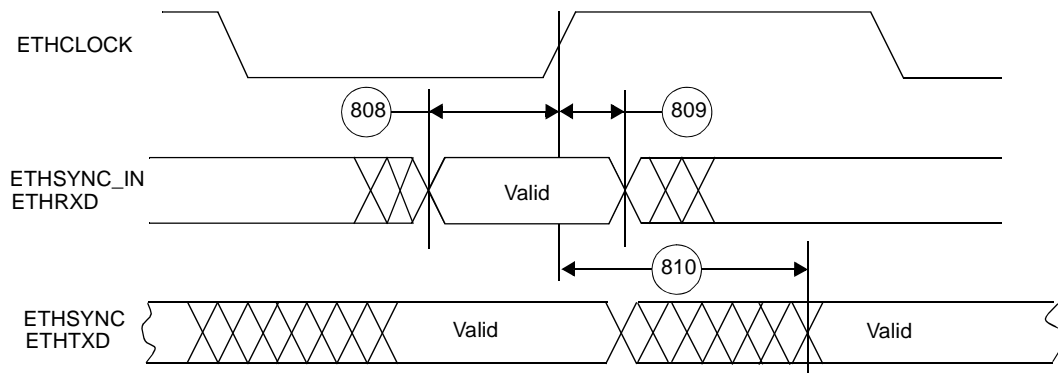 ETHCLOCK
808
809
ETHSYNC_IN
ETHRXD
Valid
810
ETHSYNC
ETHTXD
Valid
Valid